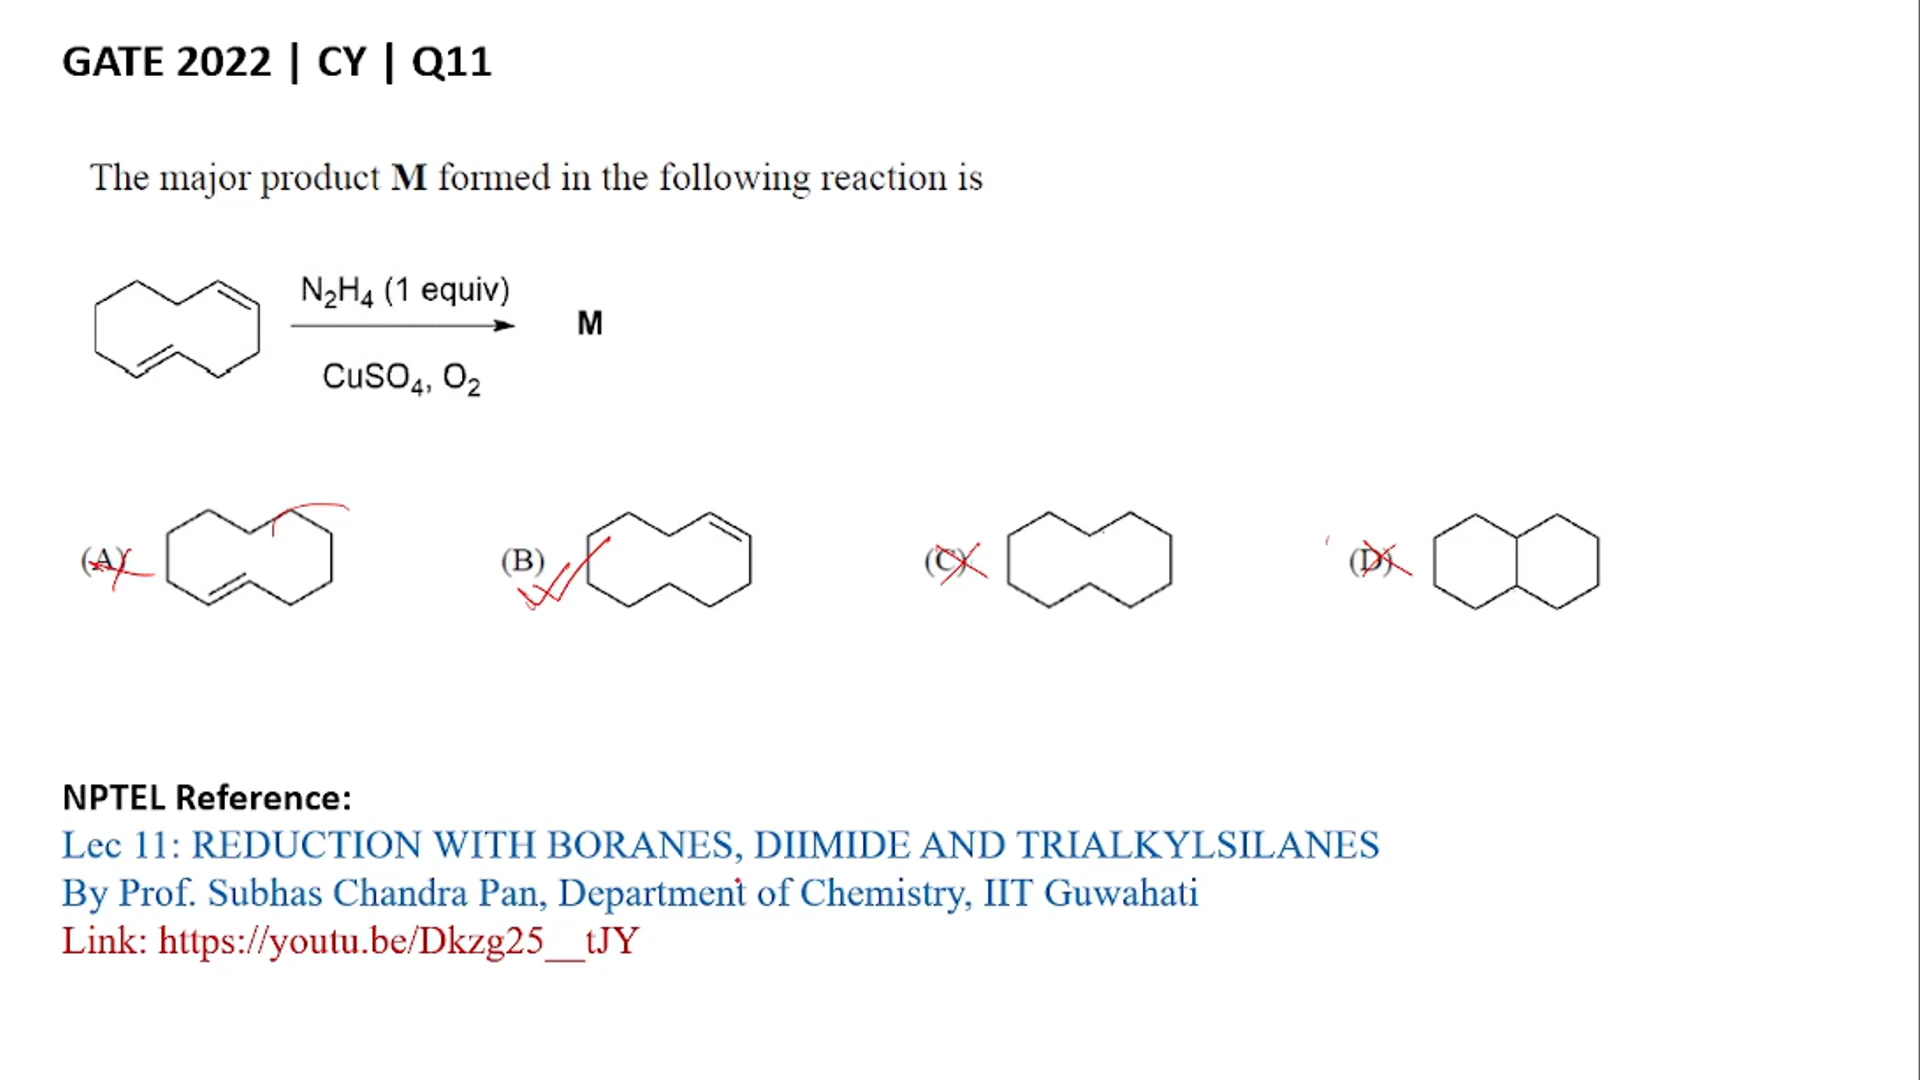 GATE 2022 | CY | Q11
The major product M formed in the following reaction is
N₂H₄ (1 equiv)
M
CuSO₄, O₂
(A)
(B)
(C)
(D)
NPTEL Reference:
Lec 11: REDUCTION WITH BORANES, DIIMIDE AND TRIALKYLSILANES
By Prof. Subhas Chandra Pan, Department of Chemistry, IIT Guwahati
Link: https://youtu.be/Dkzg25__tJY